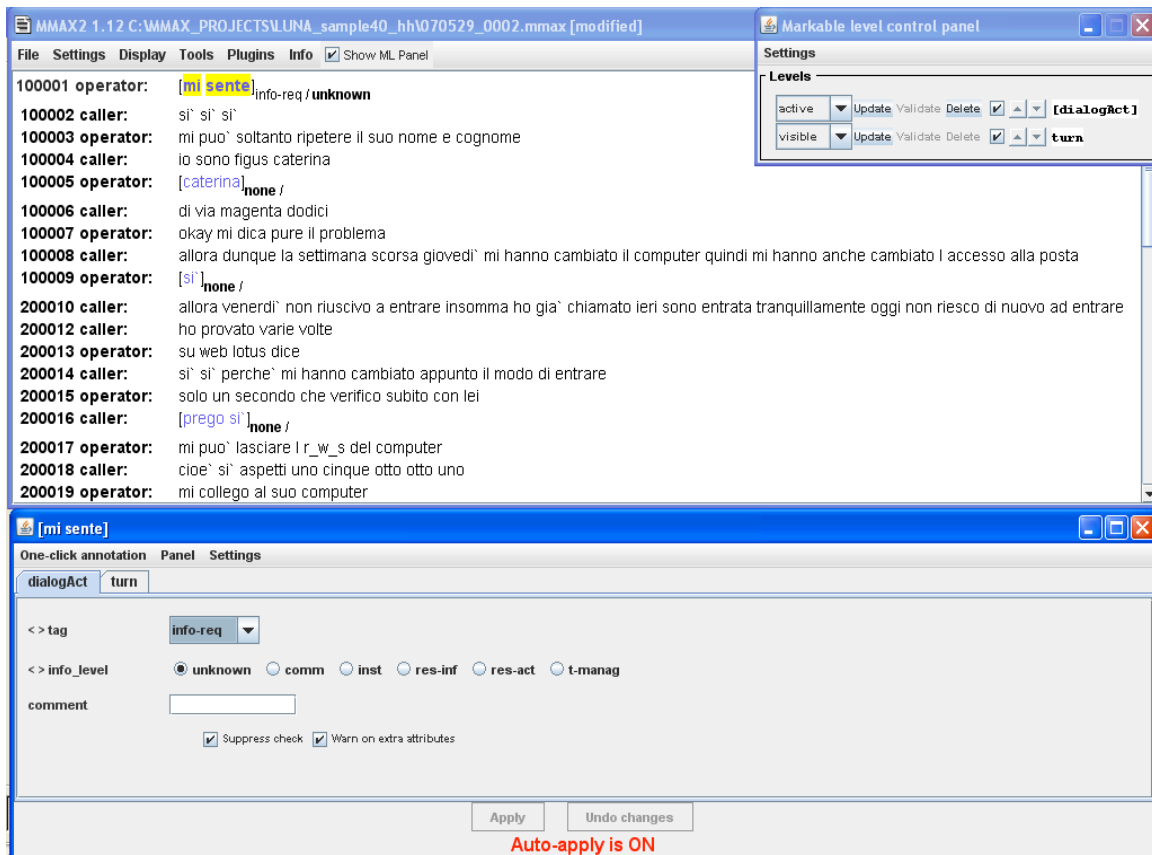 MMAX2 1.12 C:\MMAX_PROJECTS\LUNA_sample40_hh\070529_0002.mmax [modified]
File Settings Display Tools Plugins Info Show ML Panel
100001 operator: [mi sente]info-req / unknown
100002 caller: si` si` si`
100003 operator: mi puo` soltanto ripetere il suo nome e cognome
100004 caller: io sono figus caterina
100005 operator: [caterina]none /
100006 caller: di via magenta dodici
100007 operator: okay mi dica pure il problema
100008 caller: allora dunque la settimana scorsa giovedi` mi hanno cambiato il computer quindi mi hanno anche cambiato l accesso alla posta
100009 operator: [si`]none /
200010 caller: allora venerdi` non riuscivo a entrare insomma ho gia` chiamato ieri sono entrata tranquillamente oggi non riesco di nuovo ad entrare
200012 caller: ho provato varie volte
200013 operator: su web lotus dice
200014 caller: si` si` perche` mi hanno cambiato appunto il modo di entrare
200015 operator: solo un secondo che verifico subito con lei
200016 caller: [prego si`]none /
200017 operator: mi puo` lasciare l r_w_s del computer
200018 caller: cioe` si` aspetti uno cinque otto otto uno
200019 operator: mi collego al suo computer
Markable level control panel
Settings
Levels
active Update Validate Delete [dialogAct]
visible Update Validate Delete turn
[mi sente]
One-click annotation Panel Settings
dialogAct turn
< > tag info-req
< > info_level unknown comm inst res-inf res-act t-manag
comment
Suppress check Warn on extra attributes
Apply Undo changes
Auto-apply is ON